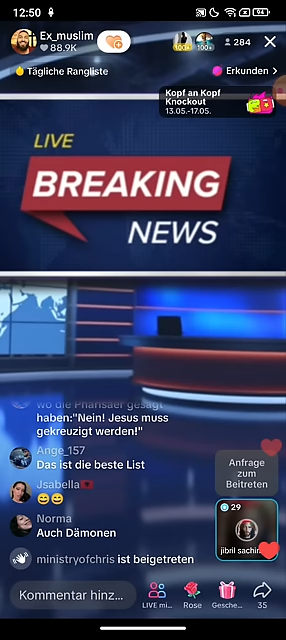 12:50
94
Ex_muslim
88.9K
100+
100+
284
Tägliche Rangliste
Erkunden >
Kopf an Kopf
Knockout
13.05.-17.05.
LIVE
BREAKING
NEWS
wo die Pharisäer gesagt
haben:"Nein! Jesus muss
gekreuzigt werden!"
Ange_157
Das ist die beste List
Jsabella
😄😄
Norma
Auch Dämonen
ministryofchris ist beigetreten
Anfrage
zum
Beitreten
29
jibril sachin
Kommentar hinz...
LIVE mi...
Rose
Gesche...
35